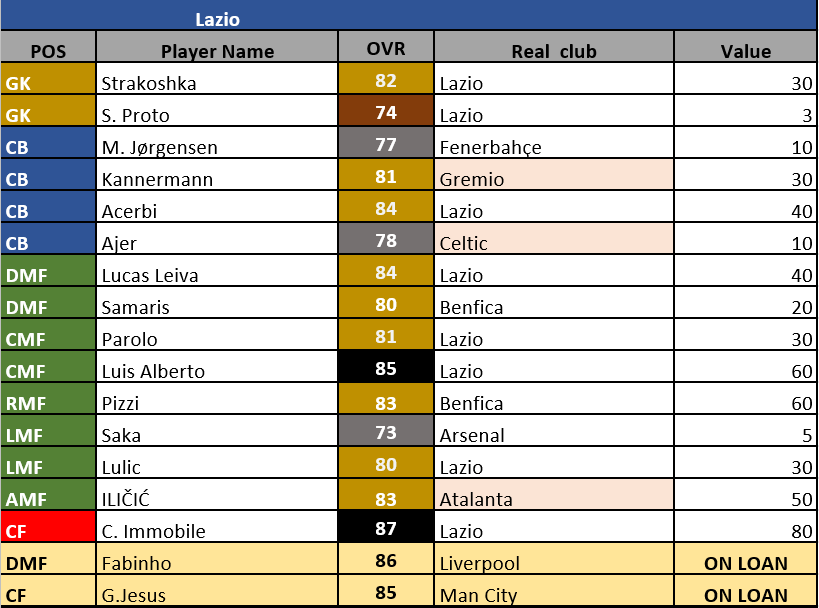 Lazio
POS Player Name OVR Real club Value
GK Strakoshka 82 Lazio 30
GK S. Proto 74 Lazio 3
CB M. Jørgensen 77 Fenerbahçe 10
CB Kannermann 81 Gremio 30
CB Acerbi 84 Lazio 40
CB Ajer 78 Celtic 10
DMF Lucas Leiva 84 Lazio 40
DMF Samaris 80 Benfica 20
CMF Parolo 81 Lazio 30
CMF Luis Alberto 85 Lazio 60
RMF Pizzi 83 Benfica 60
LMF Saka 73 Arsenal 5
LMF Lulic 80 Lazio 30
AMF ILIČIĆ 83 Atalanta 50
CF C. Immobile 87 Lazio 80
DMF Fabinho 86 Liverpool ON LOAN
CF G.Jesus 85 Man City ON LOAN